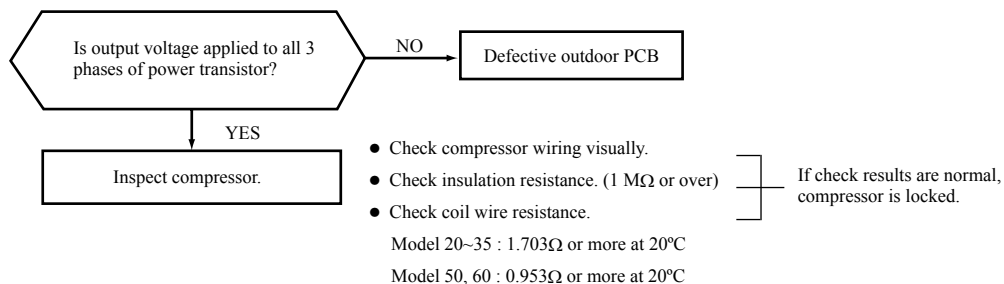 Is output voltage applied to all 3
phases of power transistor?
NO
Defective outdoor PCB
YES
Inspect compressor.
● Check compressor wiring visually.
● Check insulation resistance. (1 MΩ or over)
● Check coil wire resistance.
Model 20~35 : 1.703Ω or more at 20ºC
Model 50, 60 : 0.953Ω or more at 20ºC
If check results are normal,
compressor is locked.